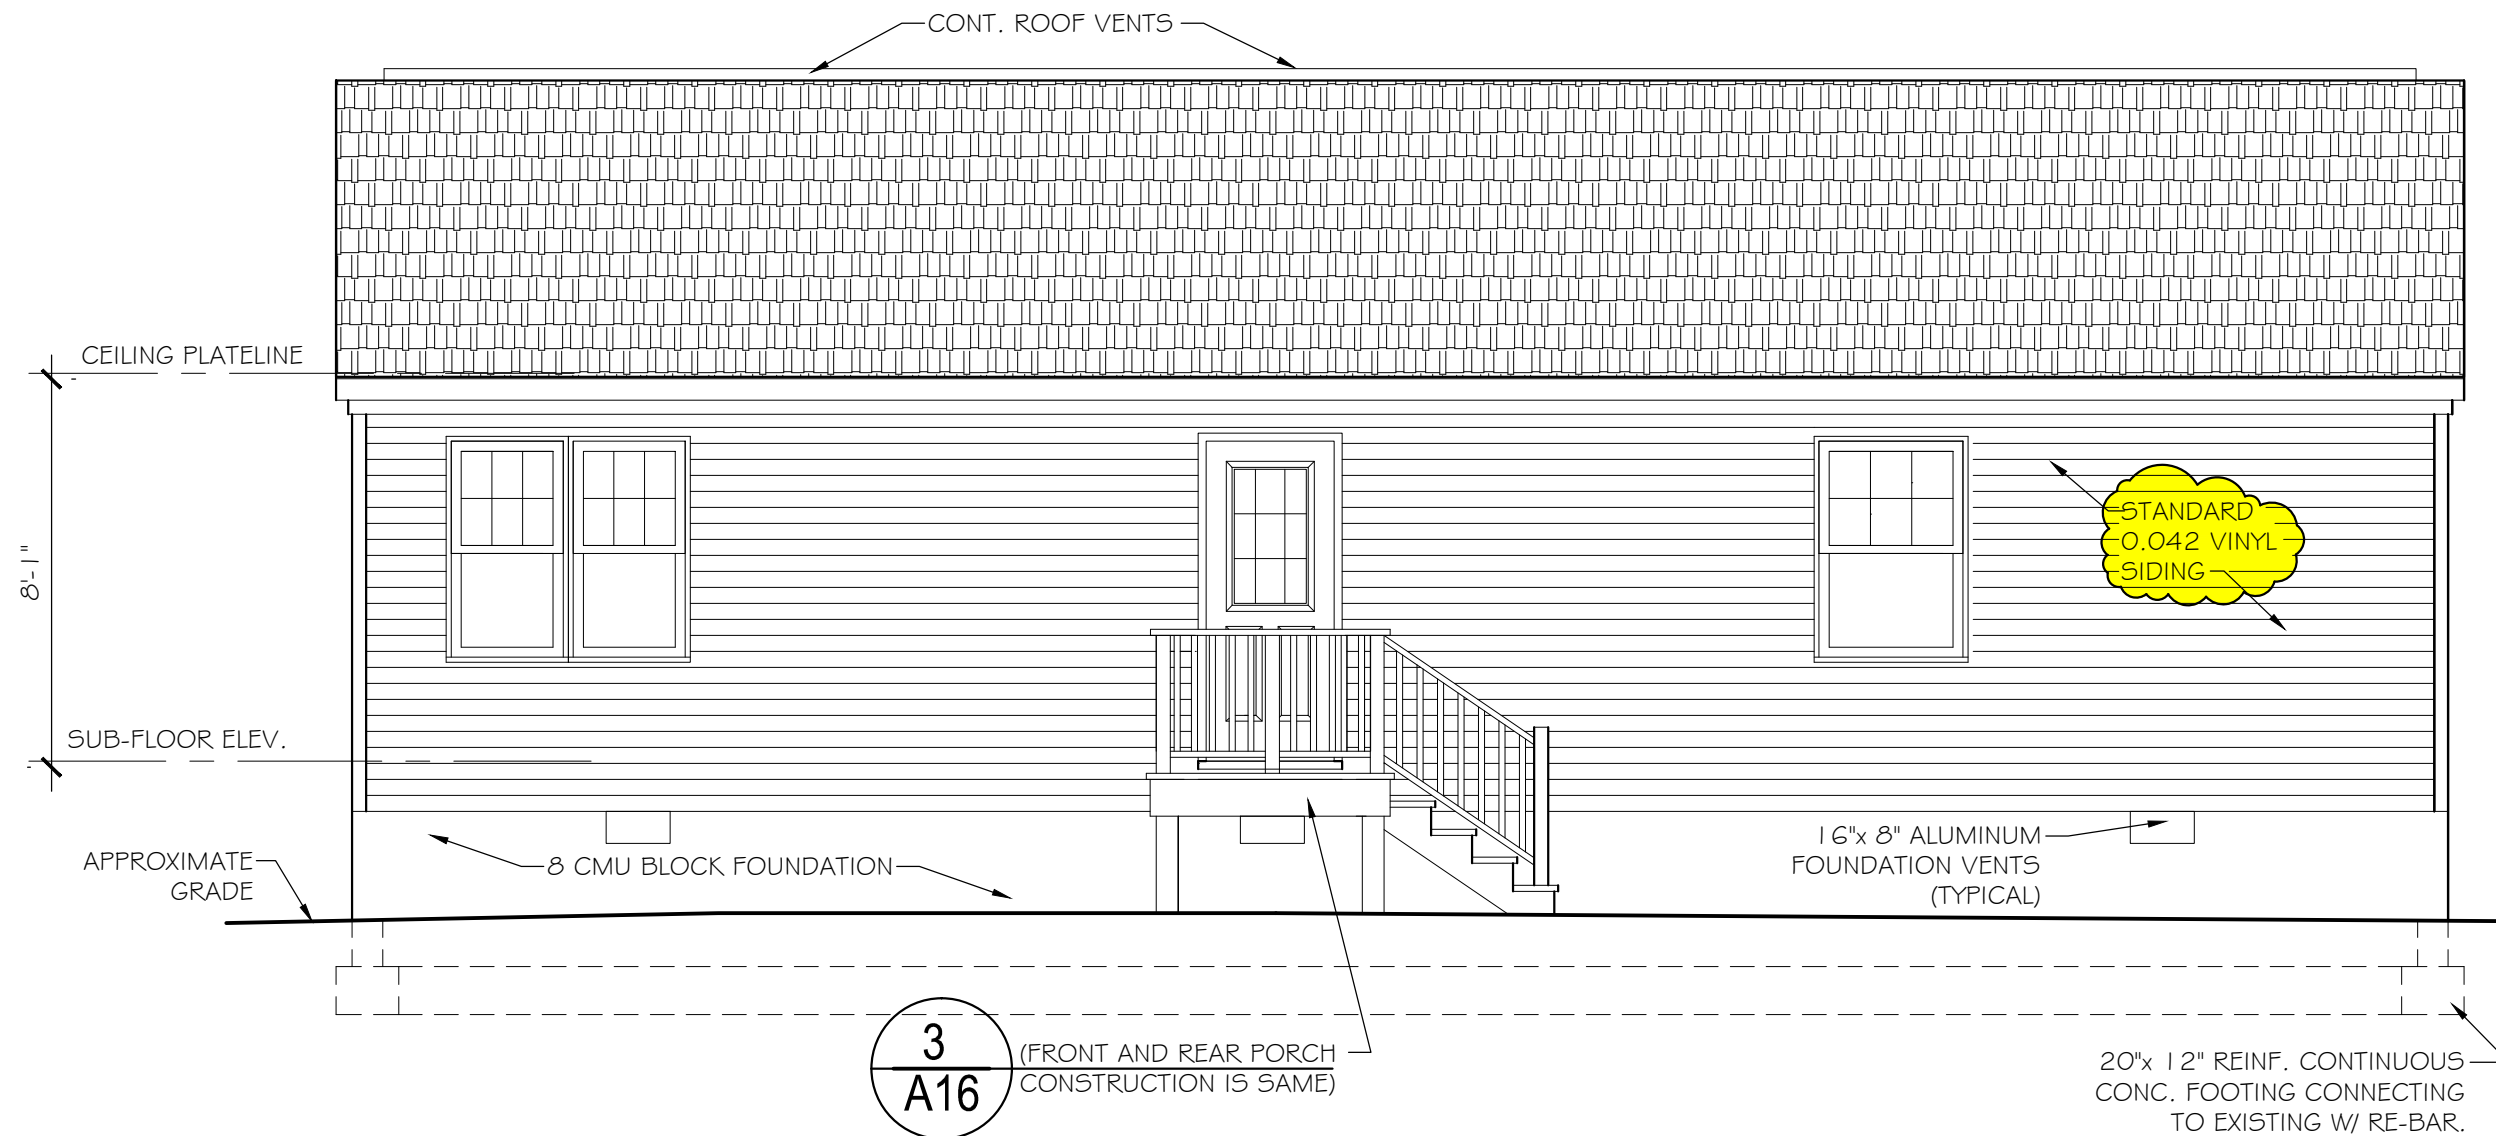 CONT. ROOF VENTS
CEILING PLATELINE
8'-1"
STANDARD
0.042 VINYL
SIDING
SUB-FLOOR ELEV.
APPROXIMATE
GRADE
8 CMU BLOCK FOUNDATION
16"x 8" ALUMINUM
FOUNDATION VENTS
(TYPICAL)
3
A16
(FRONT AND REAR PORCH
CONSTRUCTION IS SAME)
20"x 12" REINF. CONTINUOUS
CONC. FOOTING CONNECTING
TO EXISTING W/ RE-BAR.